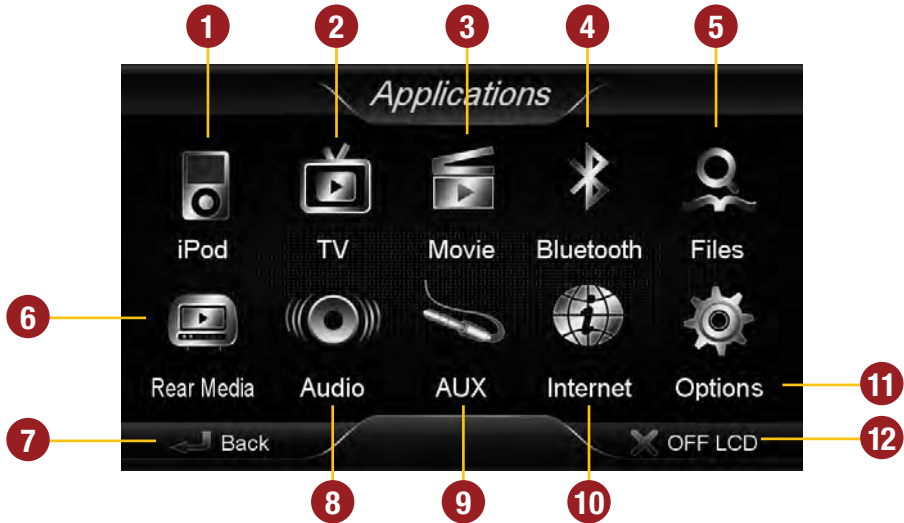 1 2 3 4 5
Applications
iPod TV Movie Bluetooth Files
6
Rear Media Audio AUX Internet Options 11
7 Back OFF LCD 12
8 9 10